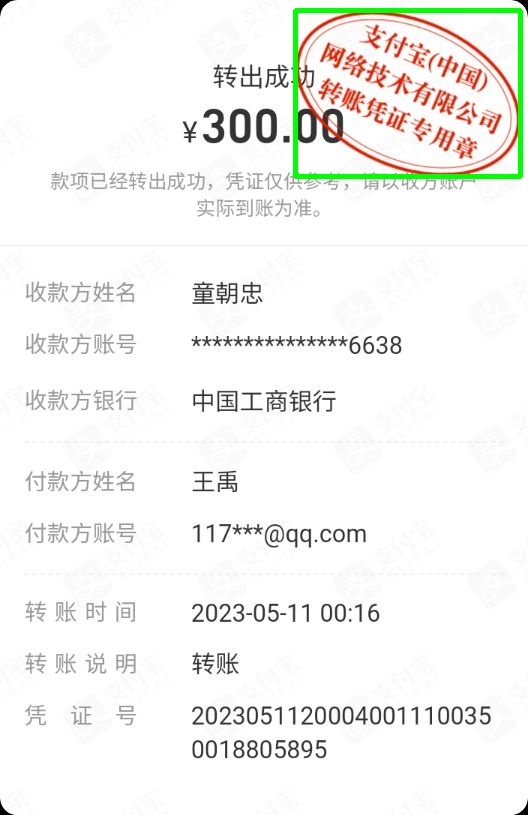 支付宝(中国)
网络技术有限公司
转账凭证专用章
转出成功
¥300.00
款项已经转出成功，凭证仅供参考，请以收方账户
实际到账为准。
收款方姓名 童朝忠
收款方账号 ***************6638
收款方银行 中国工商银行
付款方姓名 王禹
付款方账号 117***@qq.com
转账时间 2023-05-11 00:16
转账说明 转账
凭证号 2023051120004001110035
0018805895